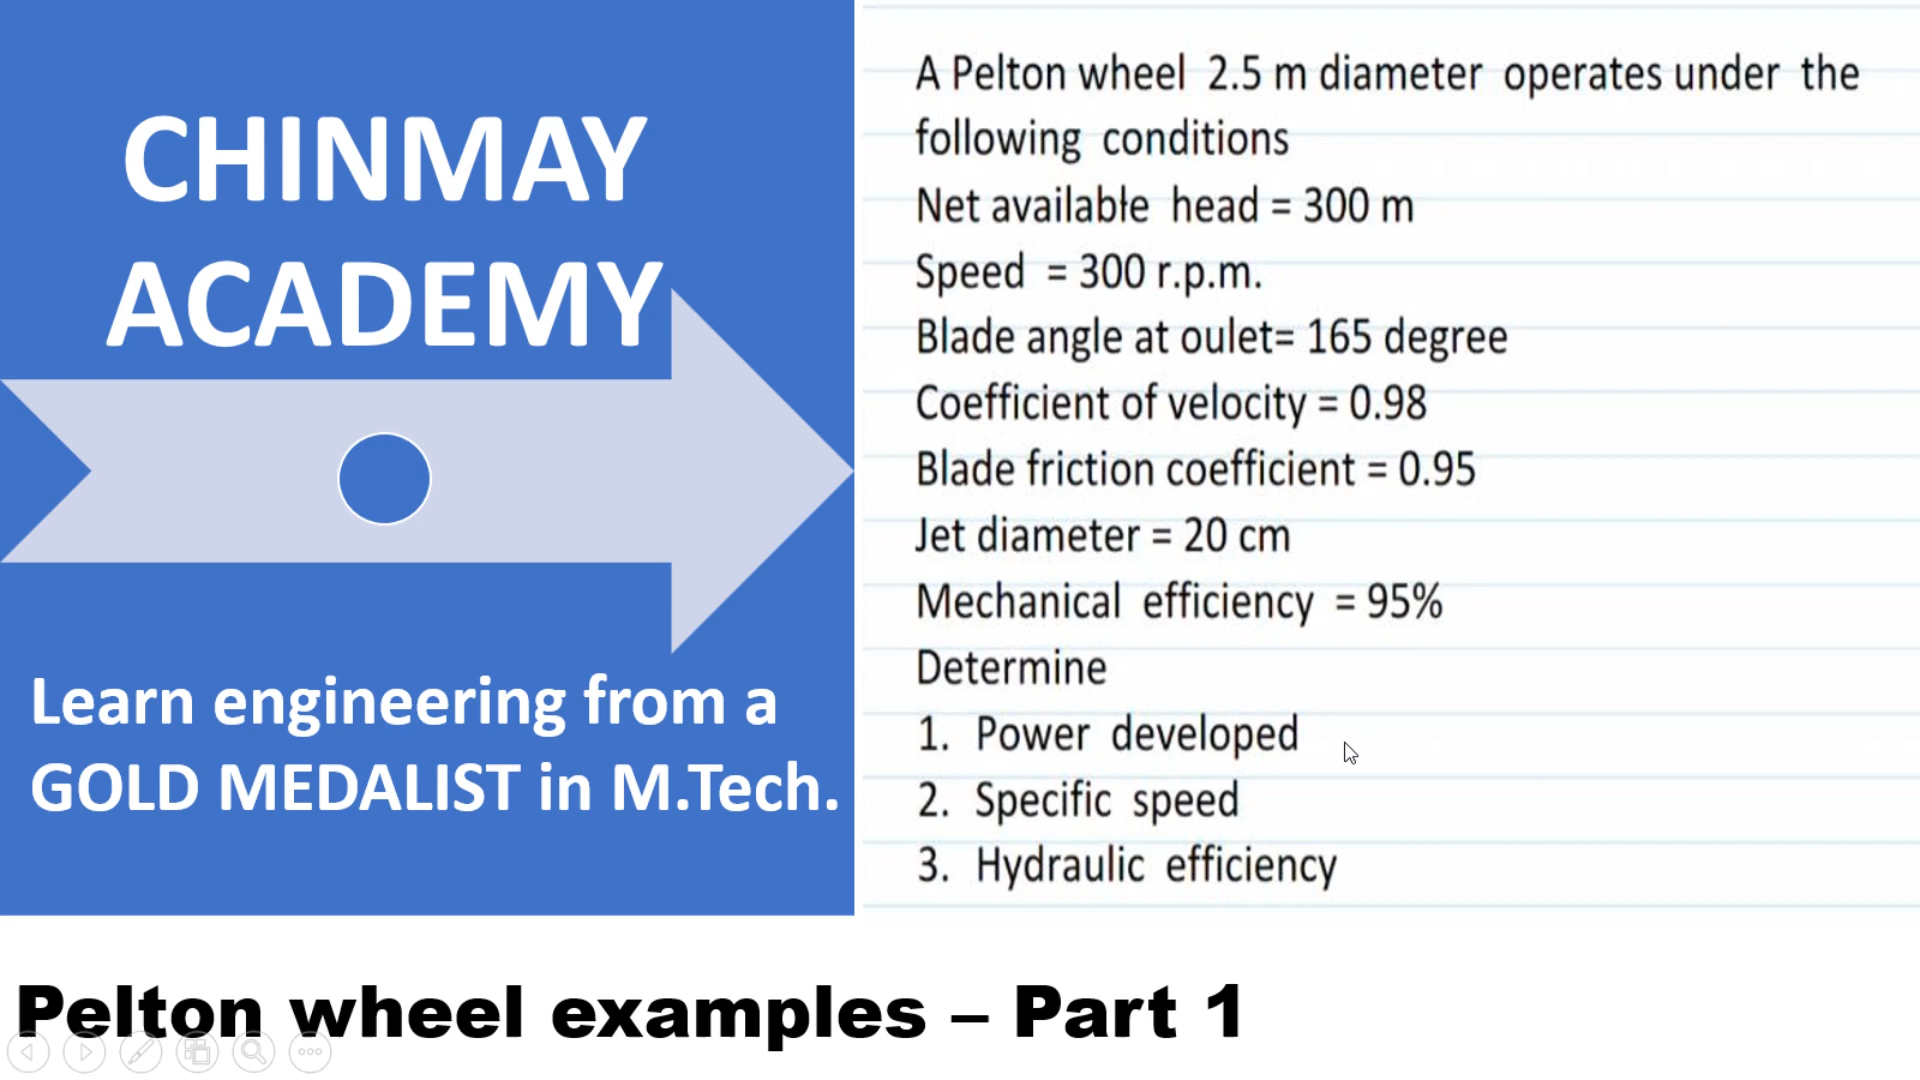 CHINMAY
ACADEMY
Learn engineering from a
GOLD MEDALIST in M.Tech.
A Pelton wheel 2.5 m diameter operates under the
following conditions
Net available head = 300 m
Speed = 300 r.p.m.
Blade angle at oulet= 165 degree
Coefficient of velocity = 0.98
Blade friction coefficient = 0.95
Jet diameter = 20 cm
Mechanical efficiency = 95%
Determine
1. Power developed
2. Specific speed
3. Hydraulic efficiency
Pelton wheel examples – Part 1